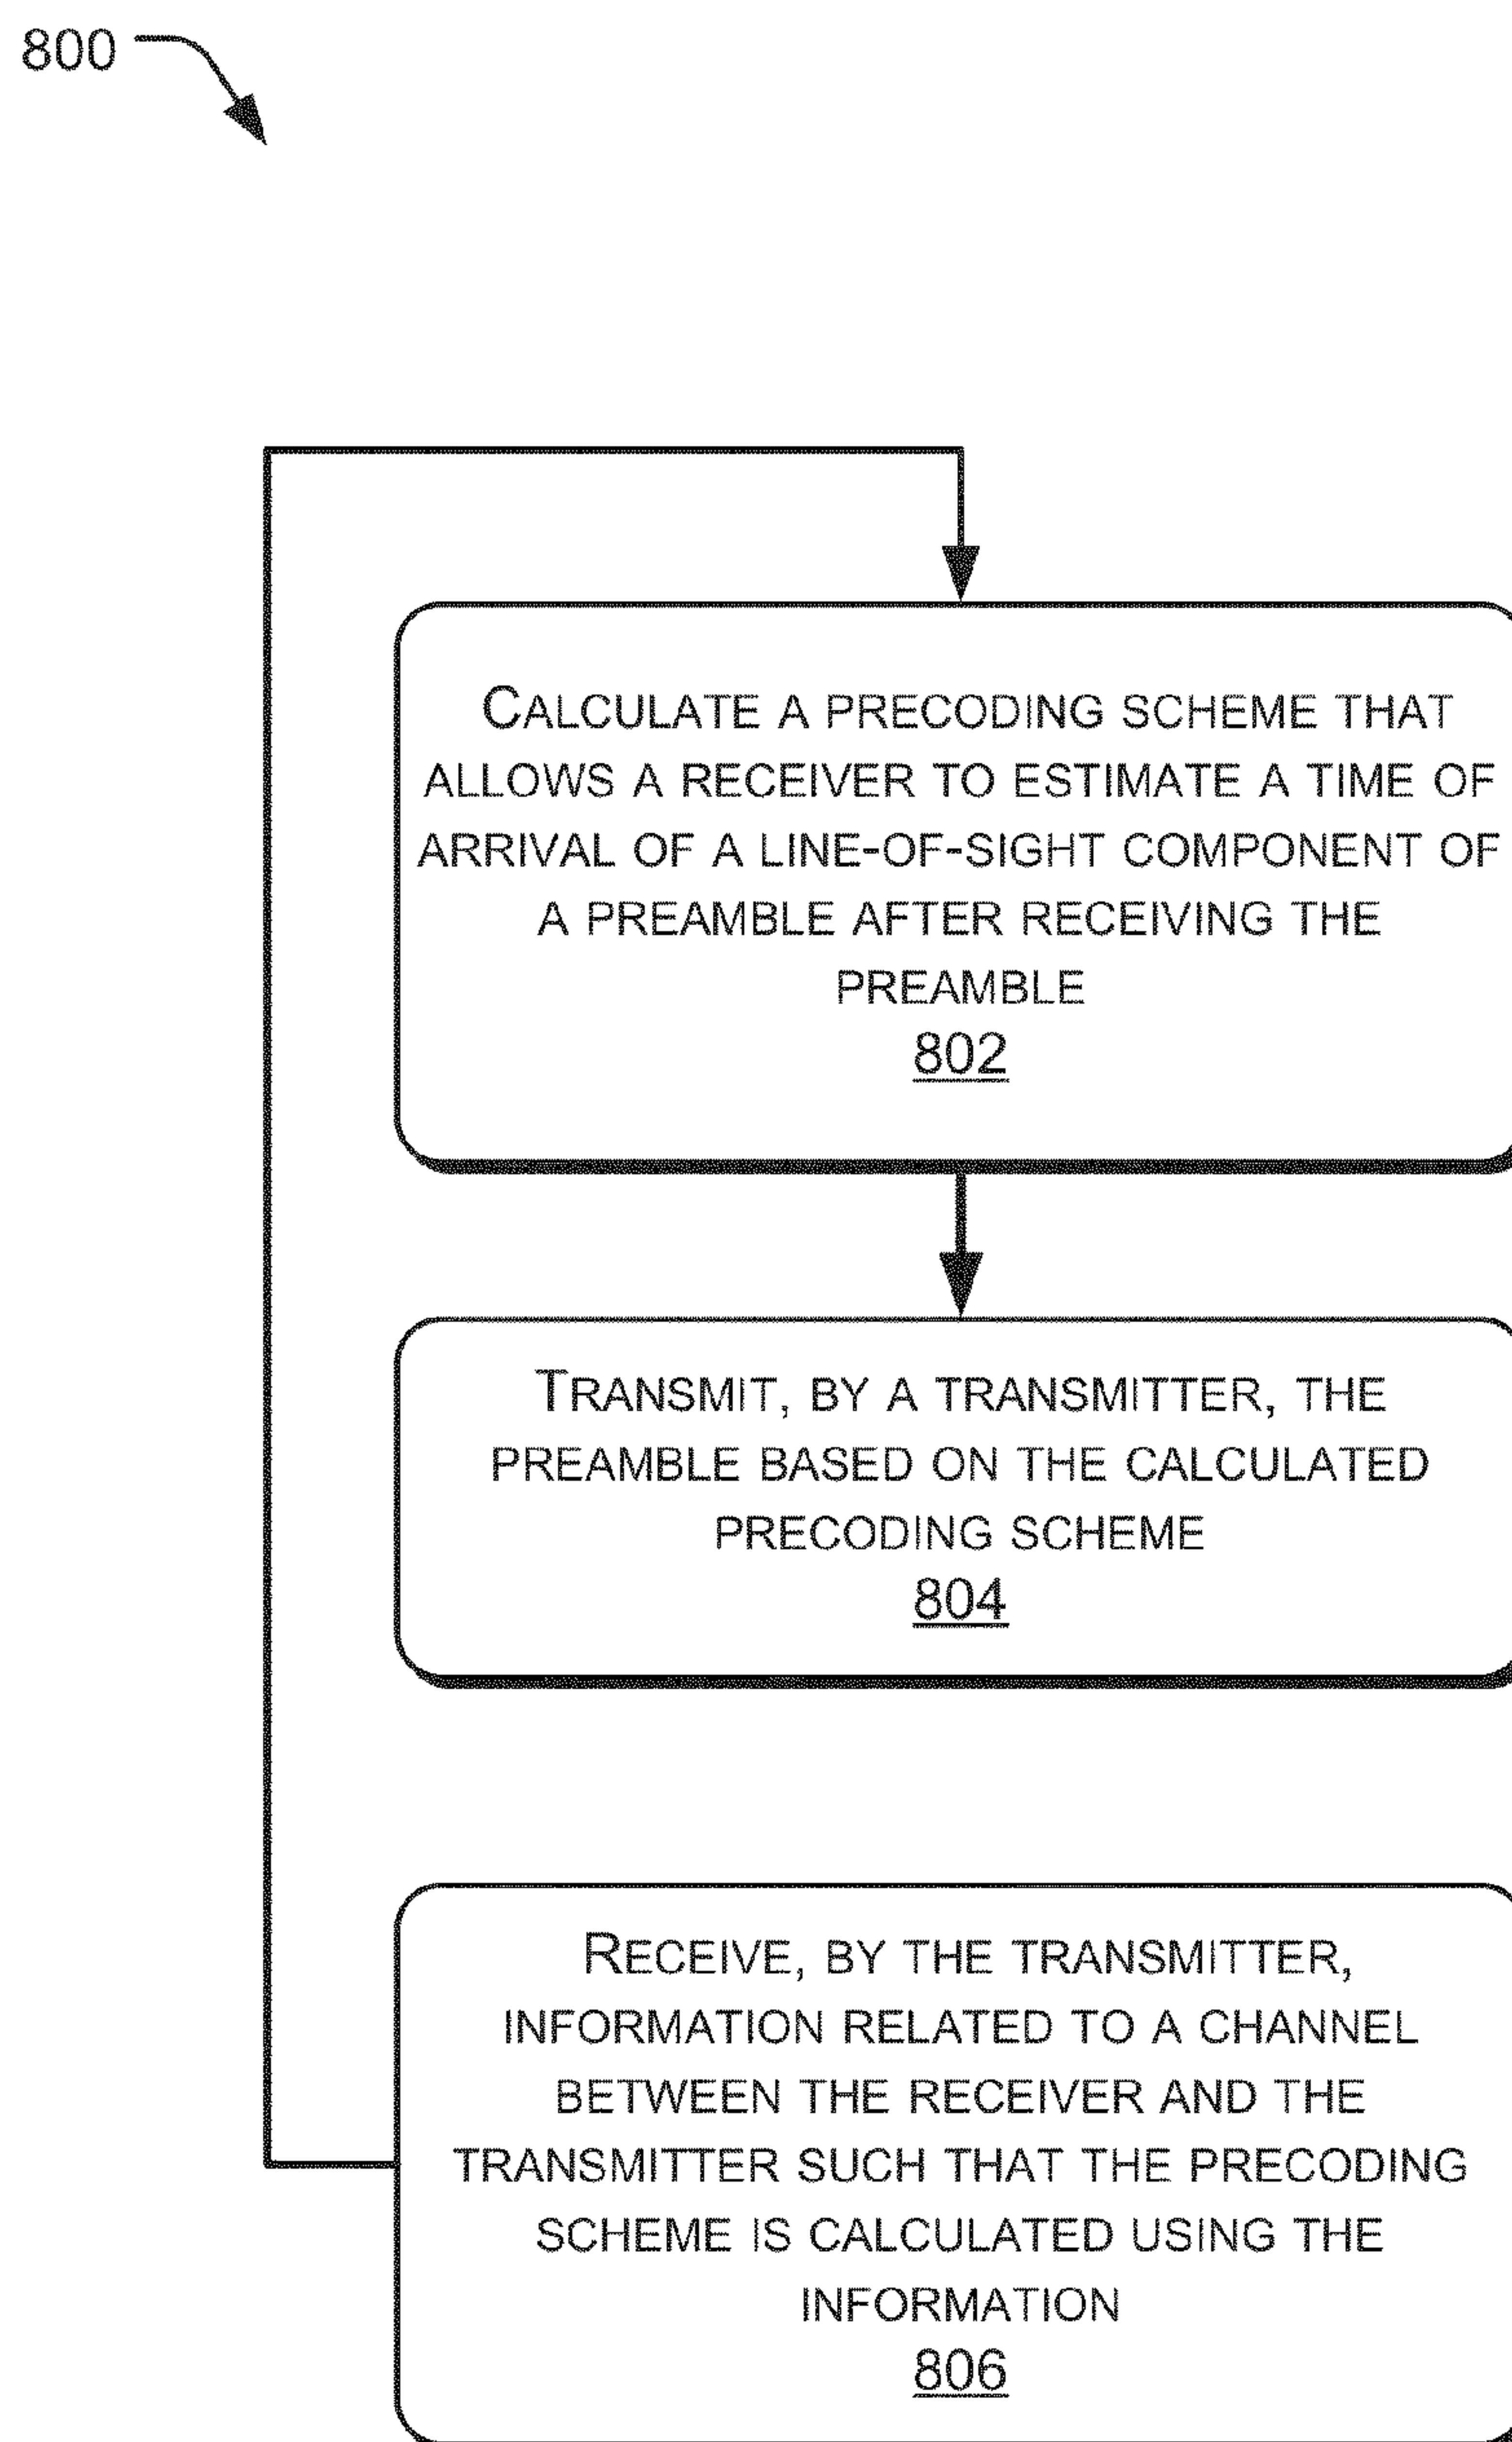 800
CALCULATE A PRECODING SCHEME THAT
ALLOWS A RECEIVER TO ESTIMATE A TIME OF
ARRIVAL OF A LINE-OF-SIGHT COMPONENT OF
A PREAMBLE AFTER RECEIVING THE
PREAMBLE
802
TRANSMIT, BY A TRANSMITTER, THE
PREAMBLE BASED ON THE CALCULATED
PRECODING SCHEME
804
RECEIVE, BY THE TRANSMITTER,
INFORMATION RELATED TO A CHANNEL
BETWEEN THE RECEIVER AND THE
TRANSMITTER SUCH THAT THE PRECODING
SCHEME IS CALCULATED USING THE
INFORMATION
806